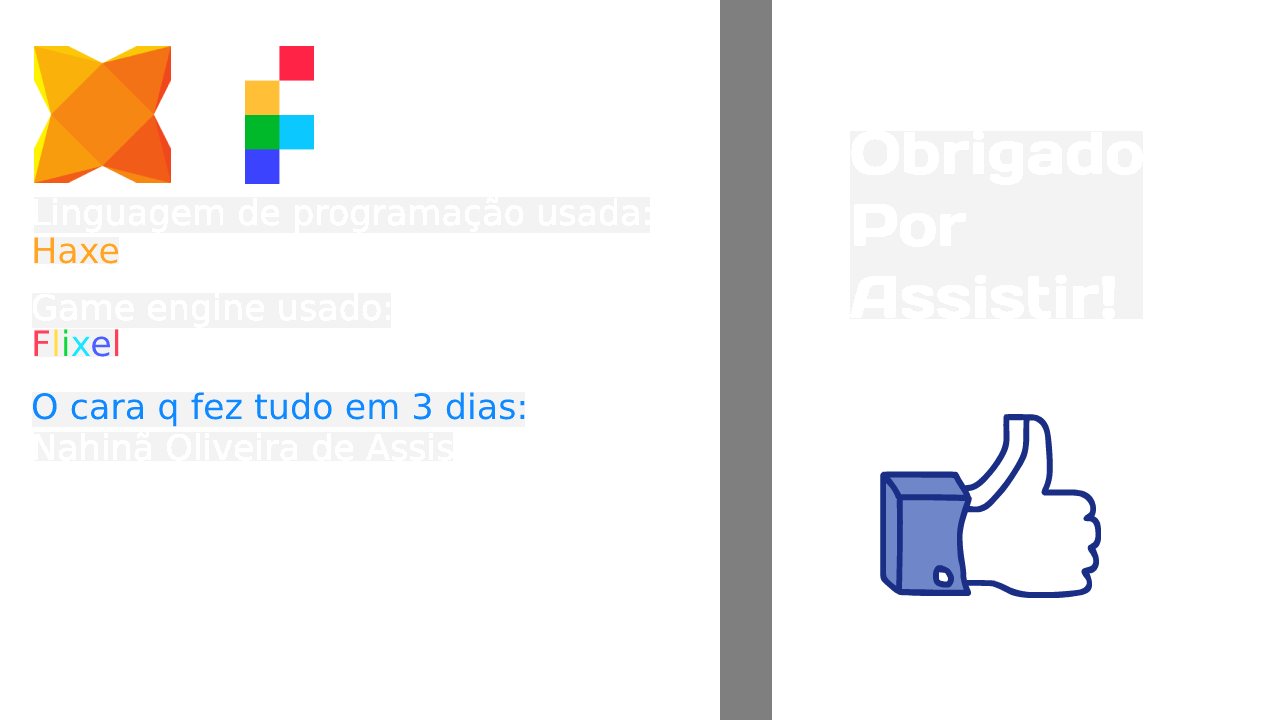 Linguagem de programação usada:
Haxe
Game engine usado:
Flixel
O cara q fez tudo em 3 dias:
Nahinã Oliveira de Assis
Obrigado
Por
Assistir!